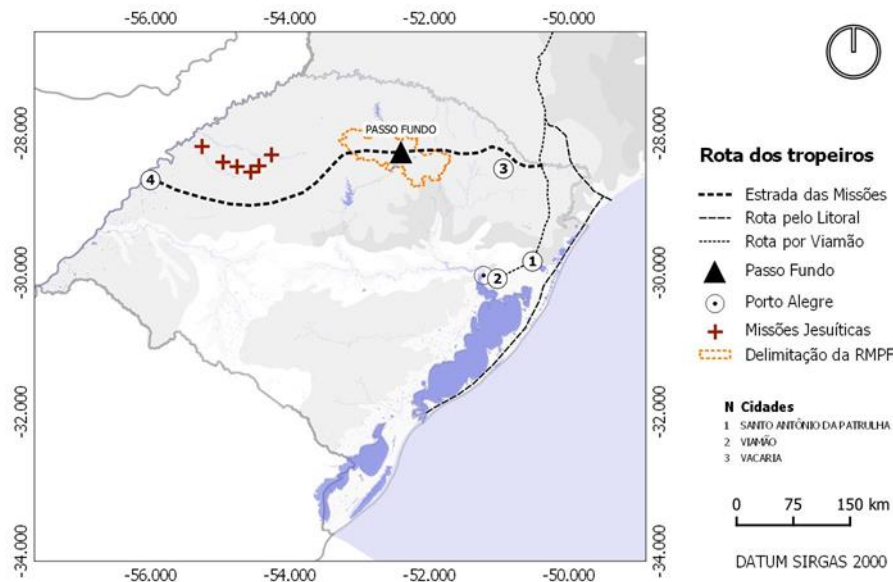 -56.000 -54.000 -52.000 -50.000
-28.000
-30.000
-32.000
-34.000
PASSO FUNDO
4
3
1
2
-28.000
-30.000
-32.000
-34.000
-56.000 -54.000 -52.000 -50.000
Rota dos tropeiros
Estrada das Missões
Rota pelo Litoral
Rota por Viamão
Passo Fundo
Porto Alegre
Missões Jesuíticas
Delimitação da RMPF
N Cidades
1 SANTO ANTÔNIO DA PATRULHA
2 VIAMÃO
3 VACARIA
0 75 150 km
DATUM SIRGAS 2000